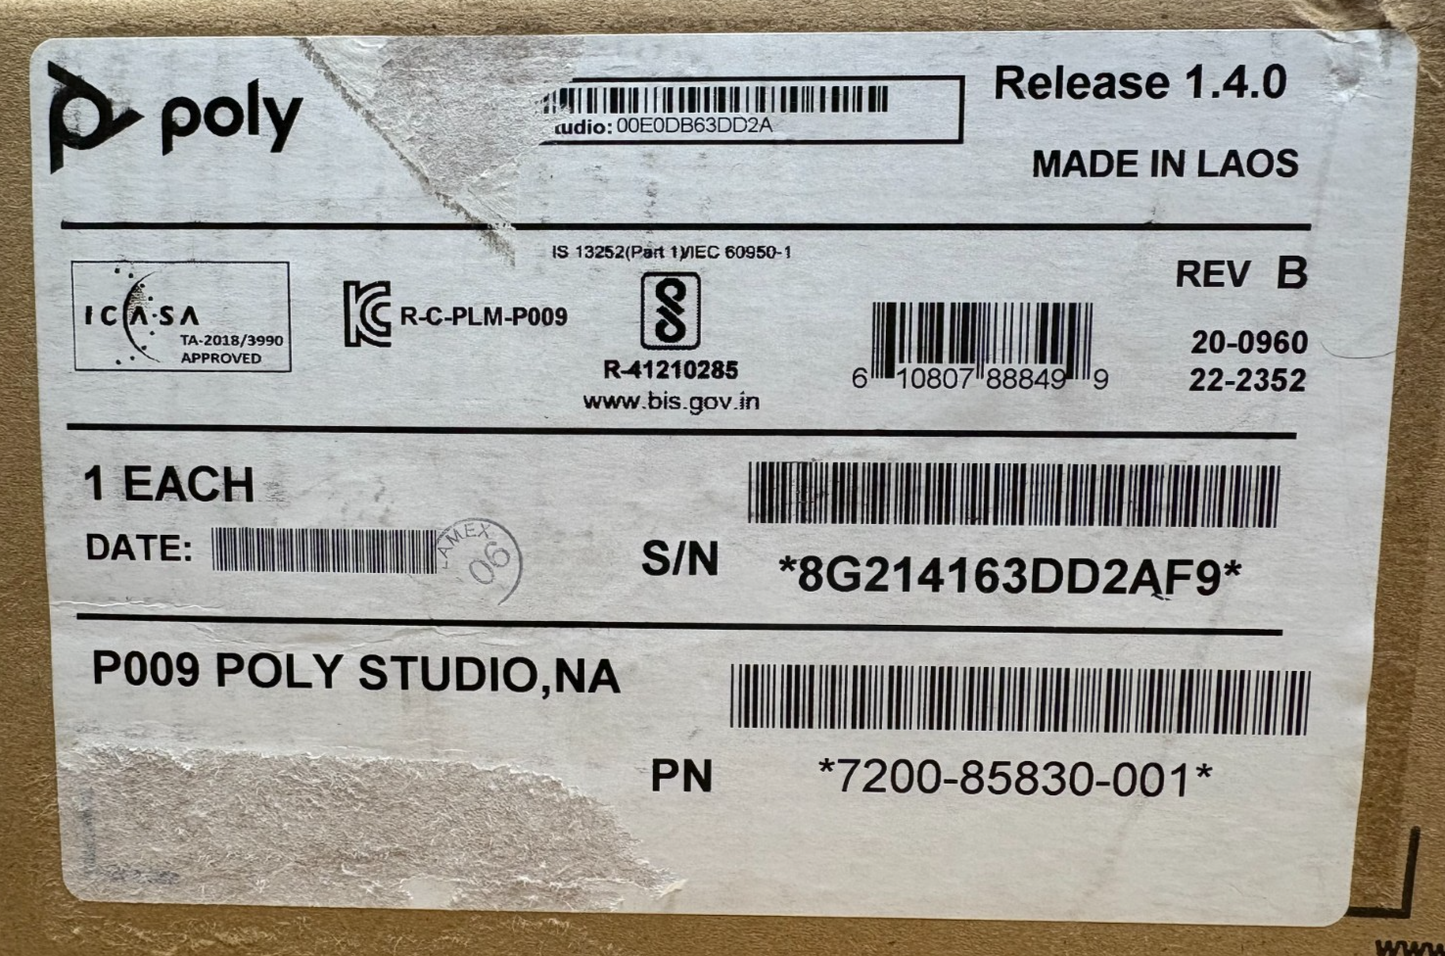 poly
Release 1.4.0
tudio: 00E0DB63DD2A
MADE IN LAOS
IS 13252(Part 1)/IEC 60950-1
REV B
ICASA
TA-2018/3990
APPROVED
R-C-PLM-P009
R-41210285
www.bis.gov.in
6 10807 88849 9
20-0960
22-2352
1 EACH
DATE:
LAMEX
06
S/N *8G214163DD2AF9*
P009 POLY STUDIO,NA
PN *7200-85830-001*
www